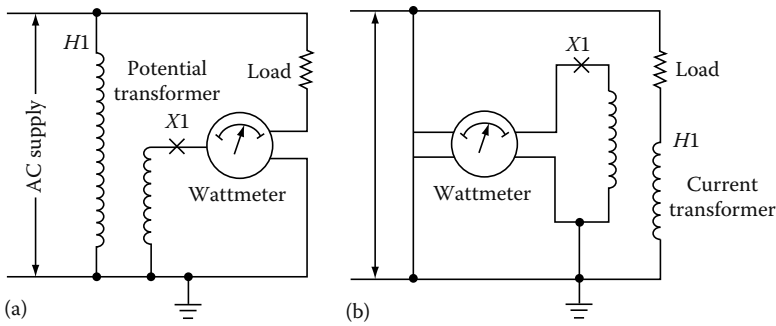 H1
Potential
transformer
X1
Load
AC supply
Wattmeter
(a)
X1
Load
H1
Wattmeter
Current
transformer
(b)